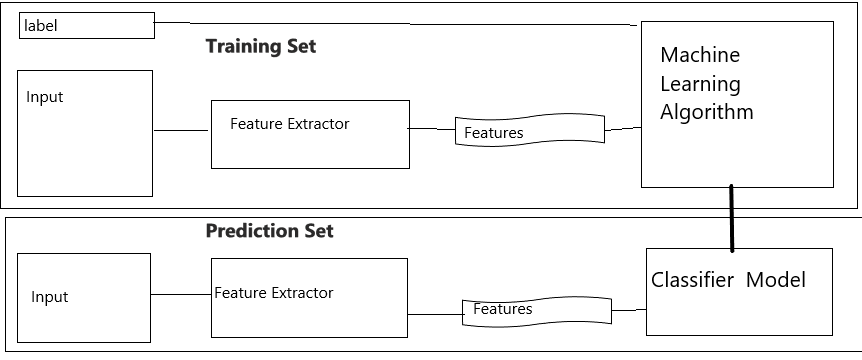 label
Training Set
Input
Feature Extractor
Features
Machine
Learning
Algorithm
Prediction Set
Input
Feature Extractor
Features
Classifier Model